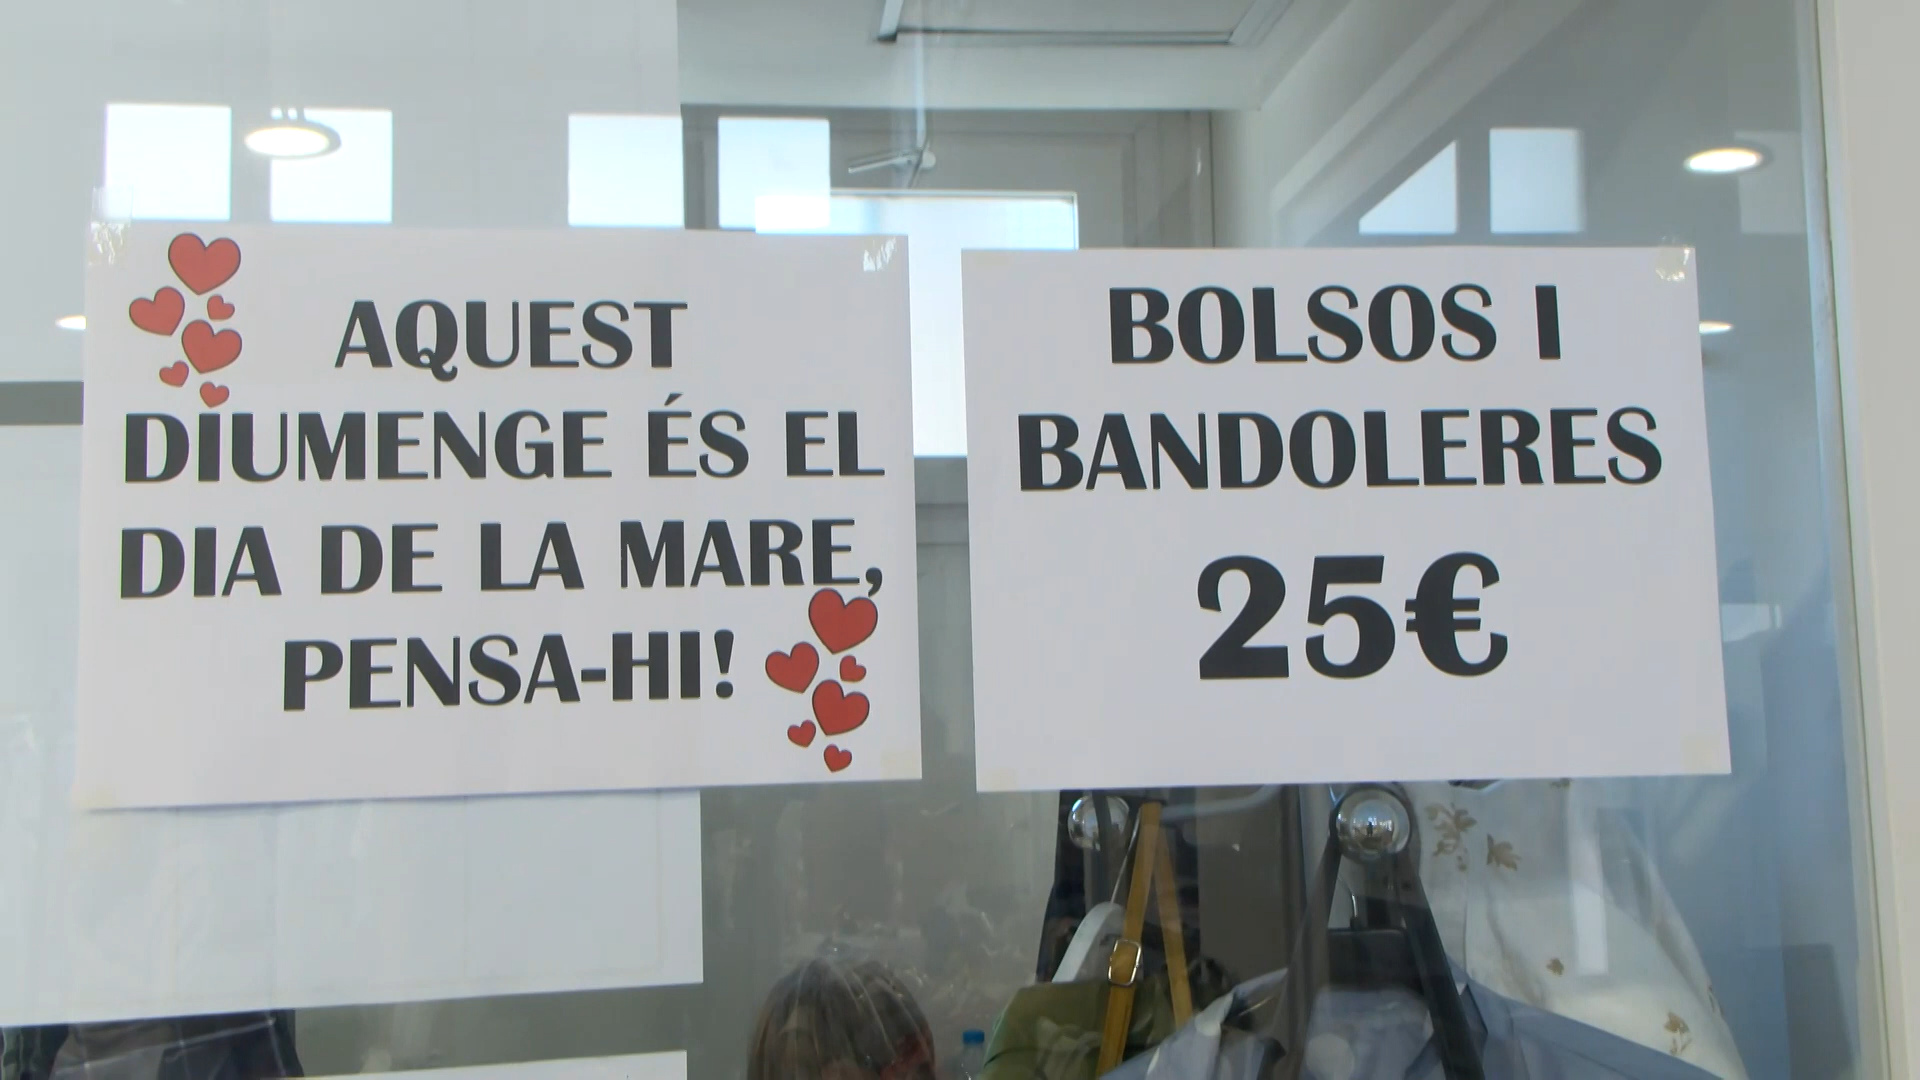 AQUEST
DIUMENGE ÉS EL
DIA DE LA MARE,
PENSA-HI!
BOLSOS I
BANDOLERES
25€